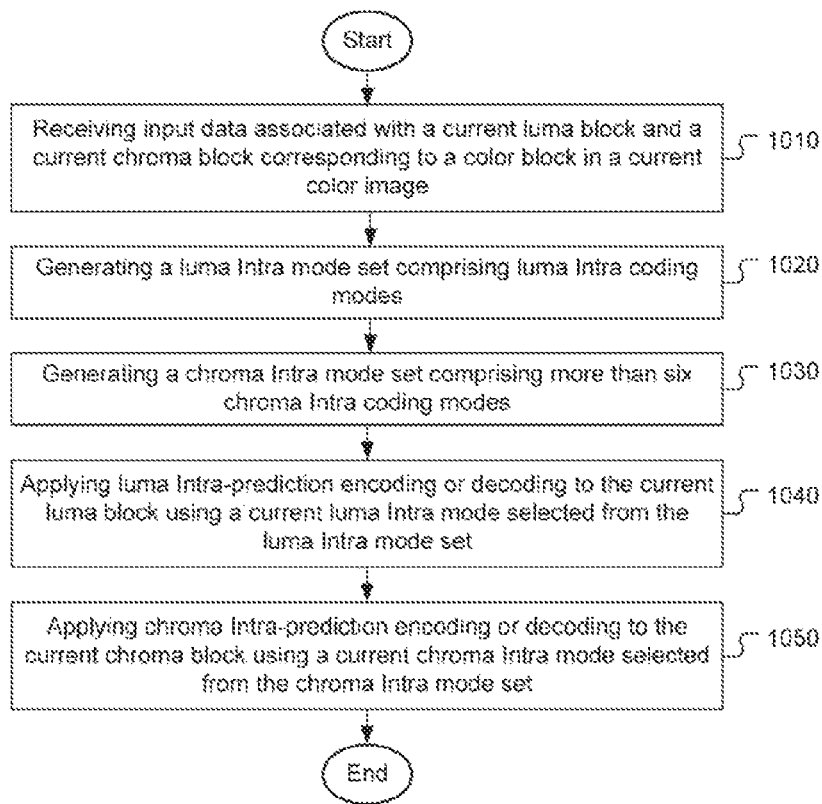 Start
Receiving input data associated with a current luma block and a
current chroma block corresponding to a color block in a current
color image
1010
Generating a luma Intra mode set comprising luma Intra coding
modes
1020
Generating a chroma Intra mode set comprising more than six
chroma Intra coding modes
1030
Applying luma Intra-prediction encoding or decoding to the current
luma block using a current luma Intra mode selected from the
luma Intra mode set
1040
Applying chroma Intra-prediction encoding or decoding to the
current chroma block using a current chroma Intra mode selected
from the chroma Intra mode set
1050
End